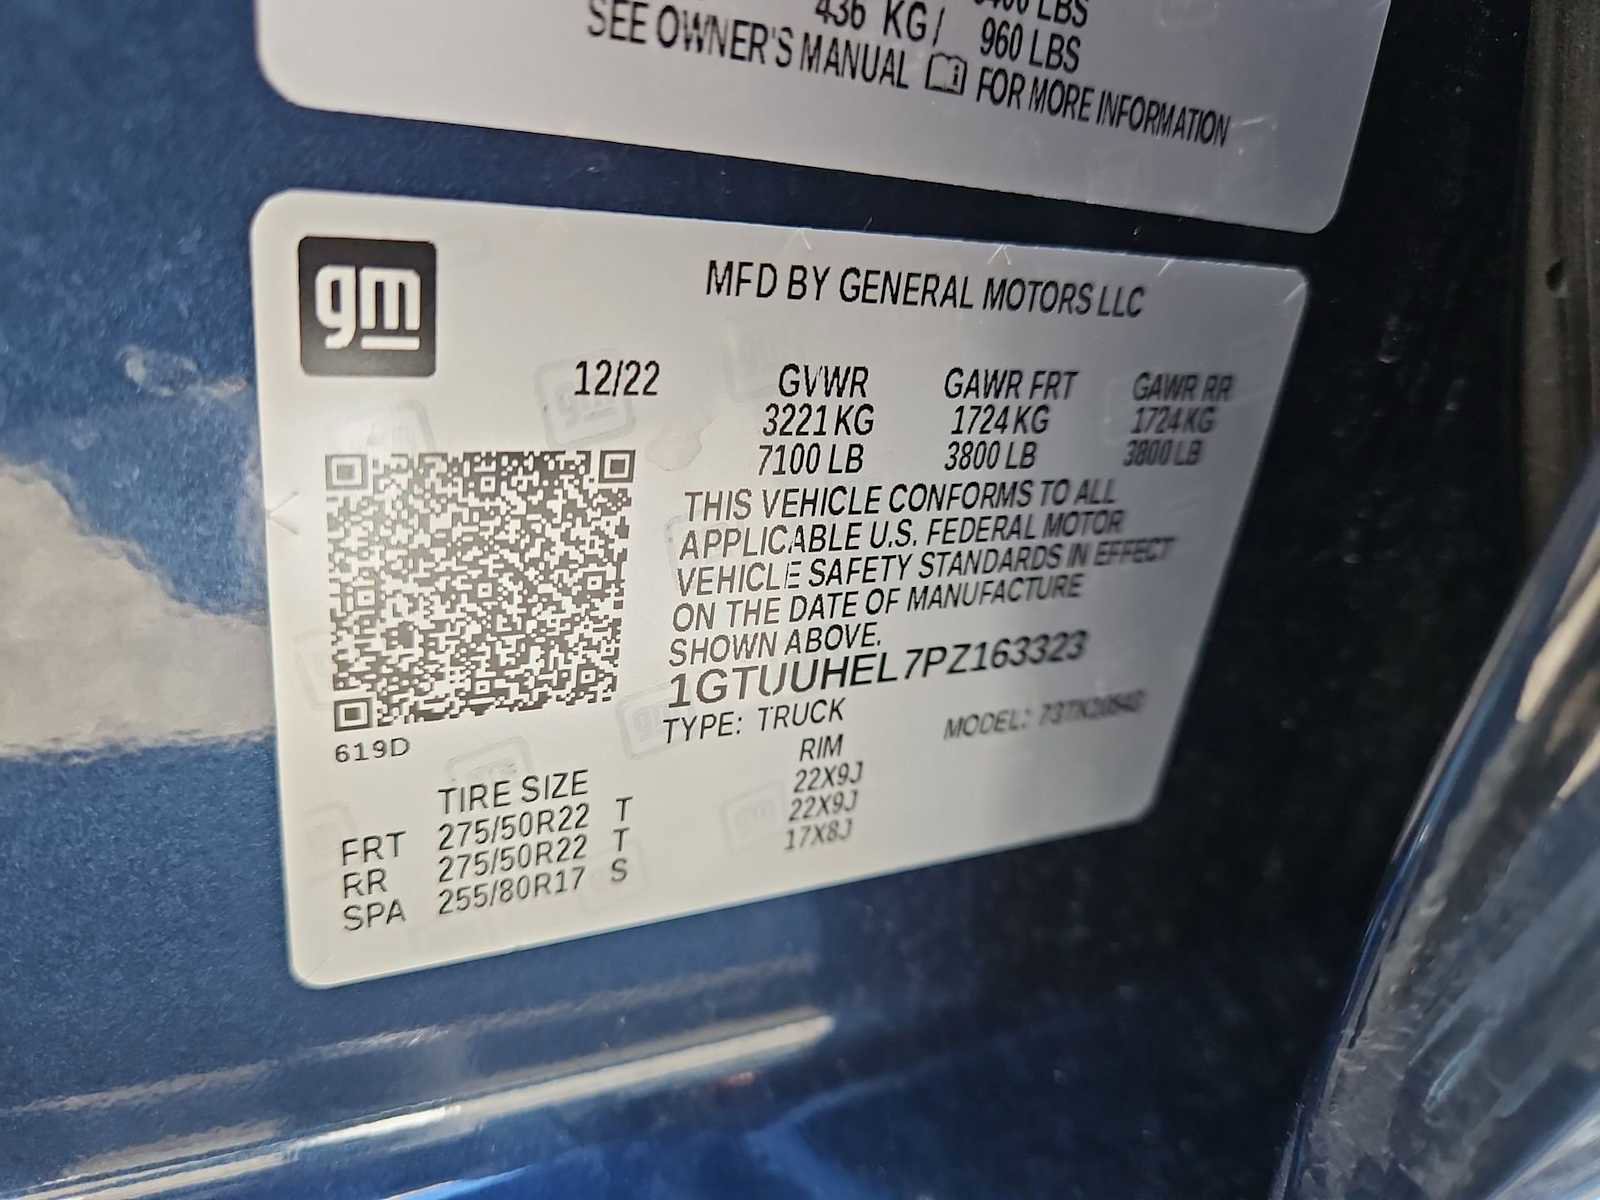 LBS
436 KG / 960 LBS
SEE OWNER'S MANUAL FOR MORE INFORMATION
gm
MFD BY GENERAL MOTORS LLC
12/22 GVWR GAWR FRT GAWR RR
3221 KG 1724 KG 1724 KG
7100 LB 3800 LB 3800 LB
THIS VEHICLE CONFORMS TO ALL
APPLICABLE U.S. FEDERAL MOTOR
VEHICLE SAFETY STANDARDS IN EFFECT
ON THE DATE OF MANUFACTURE
SHOWN ABOVE.
1GTUUHEL7PZ163323
TYPE: TRUCK MODEL:
619D
TIRE SIZE RIM
FRT 275/50R22 T 22X9J
RR 275/50R22 T 22X9J
SPA 255/80R17 S 17X8J